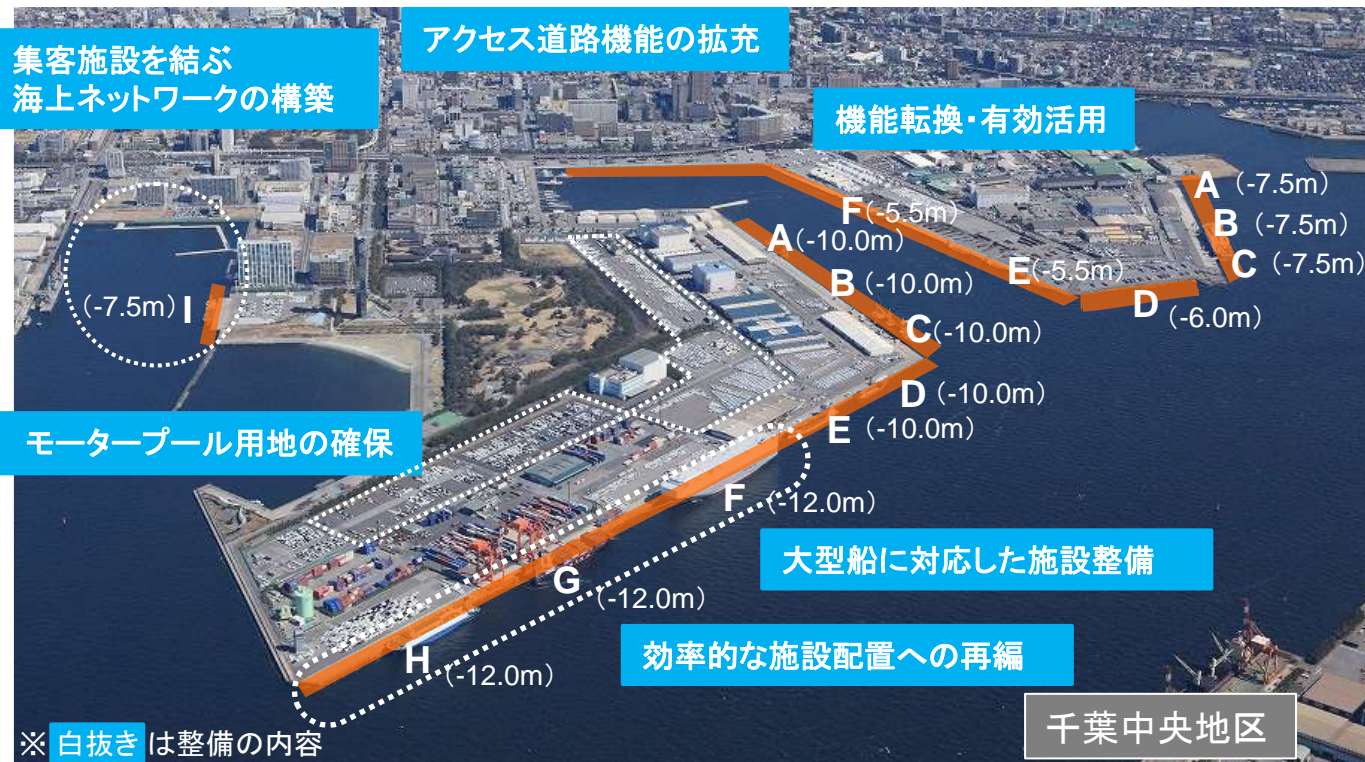 アクセス道路機能の拡充
集客施設を結ぶ
海上ネットワークの構築
機能転換・有効活用
A（-7.5m）
B（-7.5m）
C（-7.5m）
D（-6.0m）
E（-5.5m）
F（-5.5m）
A（-10.0m）
B（-10.0m）
C（-10.0m）
D（-10.0m）
E（-10.0m）
F（-12.0m）
G（-12.0m）
H（-12.0m）
（-7.5m）I
モータープール用地の確保
大型船に対応した施設整備
効率的な施設配置への再編
千葉中央地区
※白抜きは整備の内容